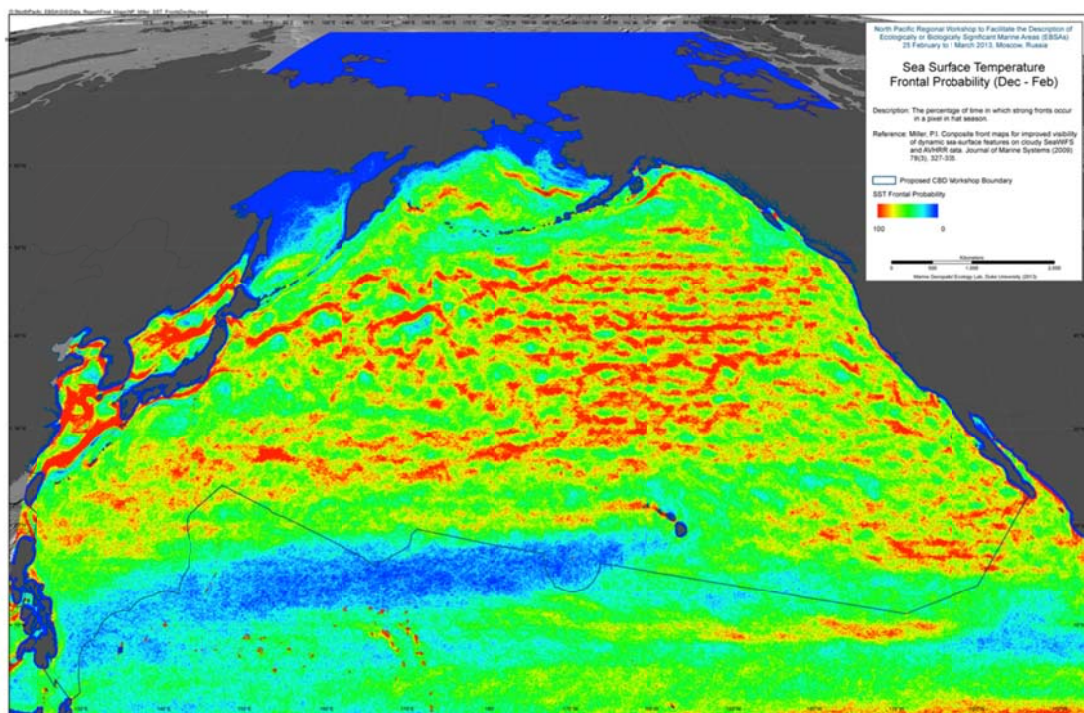 North Pacific Regional Workshop to Facilitate the Description of
Ecologically or Biologically Significant Marine Areas (EBSAs)
25 February to 1 March 2013, Moscow, Russia
Sea Surface Temperature
Frontal Probability (Dec - Feb)
Description: The percentage of time in which strong fronts occur
in a pixel in hat season.
Reference: Miller, P.I. Composite front maps for improved visibility
of dynamic sea-surface features on cloudy SeaWiFS
and AVHRR data. Journal of Marine Systems (2009)
78(3), 327-335.
Proposed CBD Workshop Boundary
SST Frontal Probability
100 0
Kilometers
0 500 1,000 2,000
Marine Geospatial Ecology Lab, Duke University (2013)